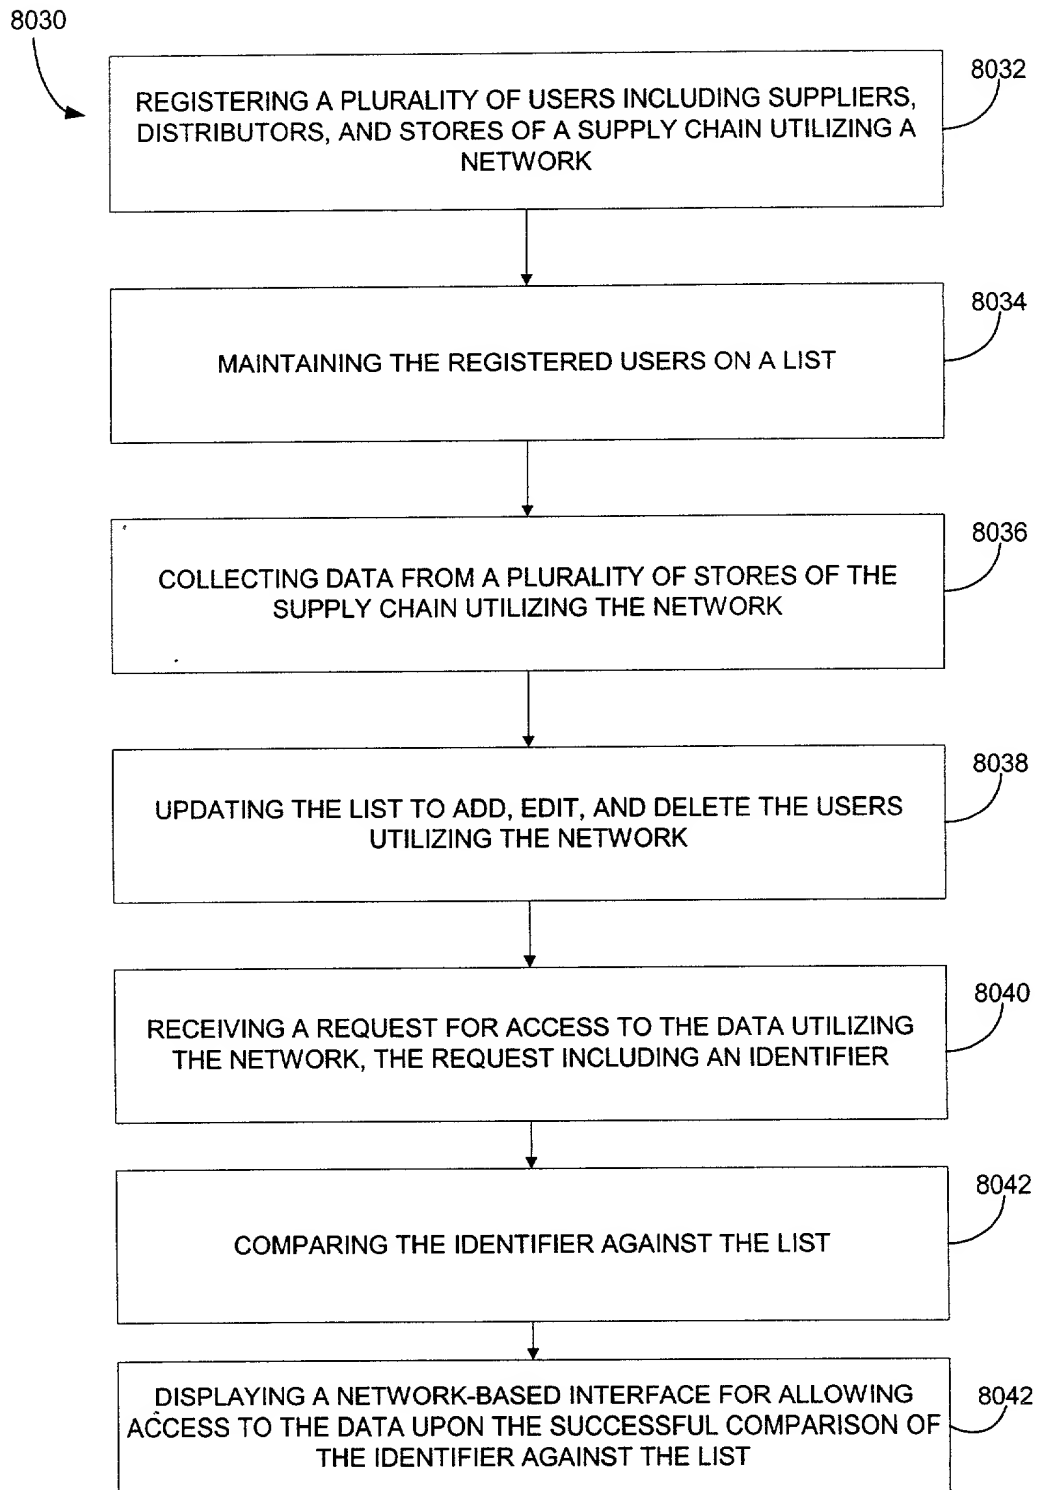 8030
8032
REGISTERING A PLURALITY OF USERS INCLUDING SUPPLIERS,
DISTRIBUTORS, AND STORES OF A SUPPLY CHAIN UTILIZING A
NETWORK
8034
MAINTAINING THE REGISTERED USERS ON A LIST
8036
COLLECTING DATA FROM A PLURALITY OF STORES OF THE
SUPPLY CHAIN UTILIZING THE NETWORK
8038
UPDATING THE LIST TO ADD, EDIT, AND DELETE THE USERS
UTILIZING THE NETWORK
8040
RECEIVING A REQUEST FOR ACCESS TO THE DATA UTILIZING
THE NETWORK, THE REQUEST INCLUDING AN IDENTIFIER
8042
COMPARING THE IDENTIFIER AGAINST THE LIST
8042
DISPLAYING A NETWORK-BASED INTERFACE FOR ALLOWING
ACCESS TO THE DATA UPON THE SUCCESSFUL COMPARISON OF
THE IDENTIFIER AGAINST THE LIST